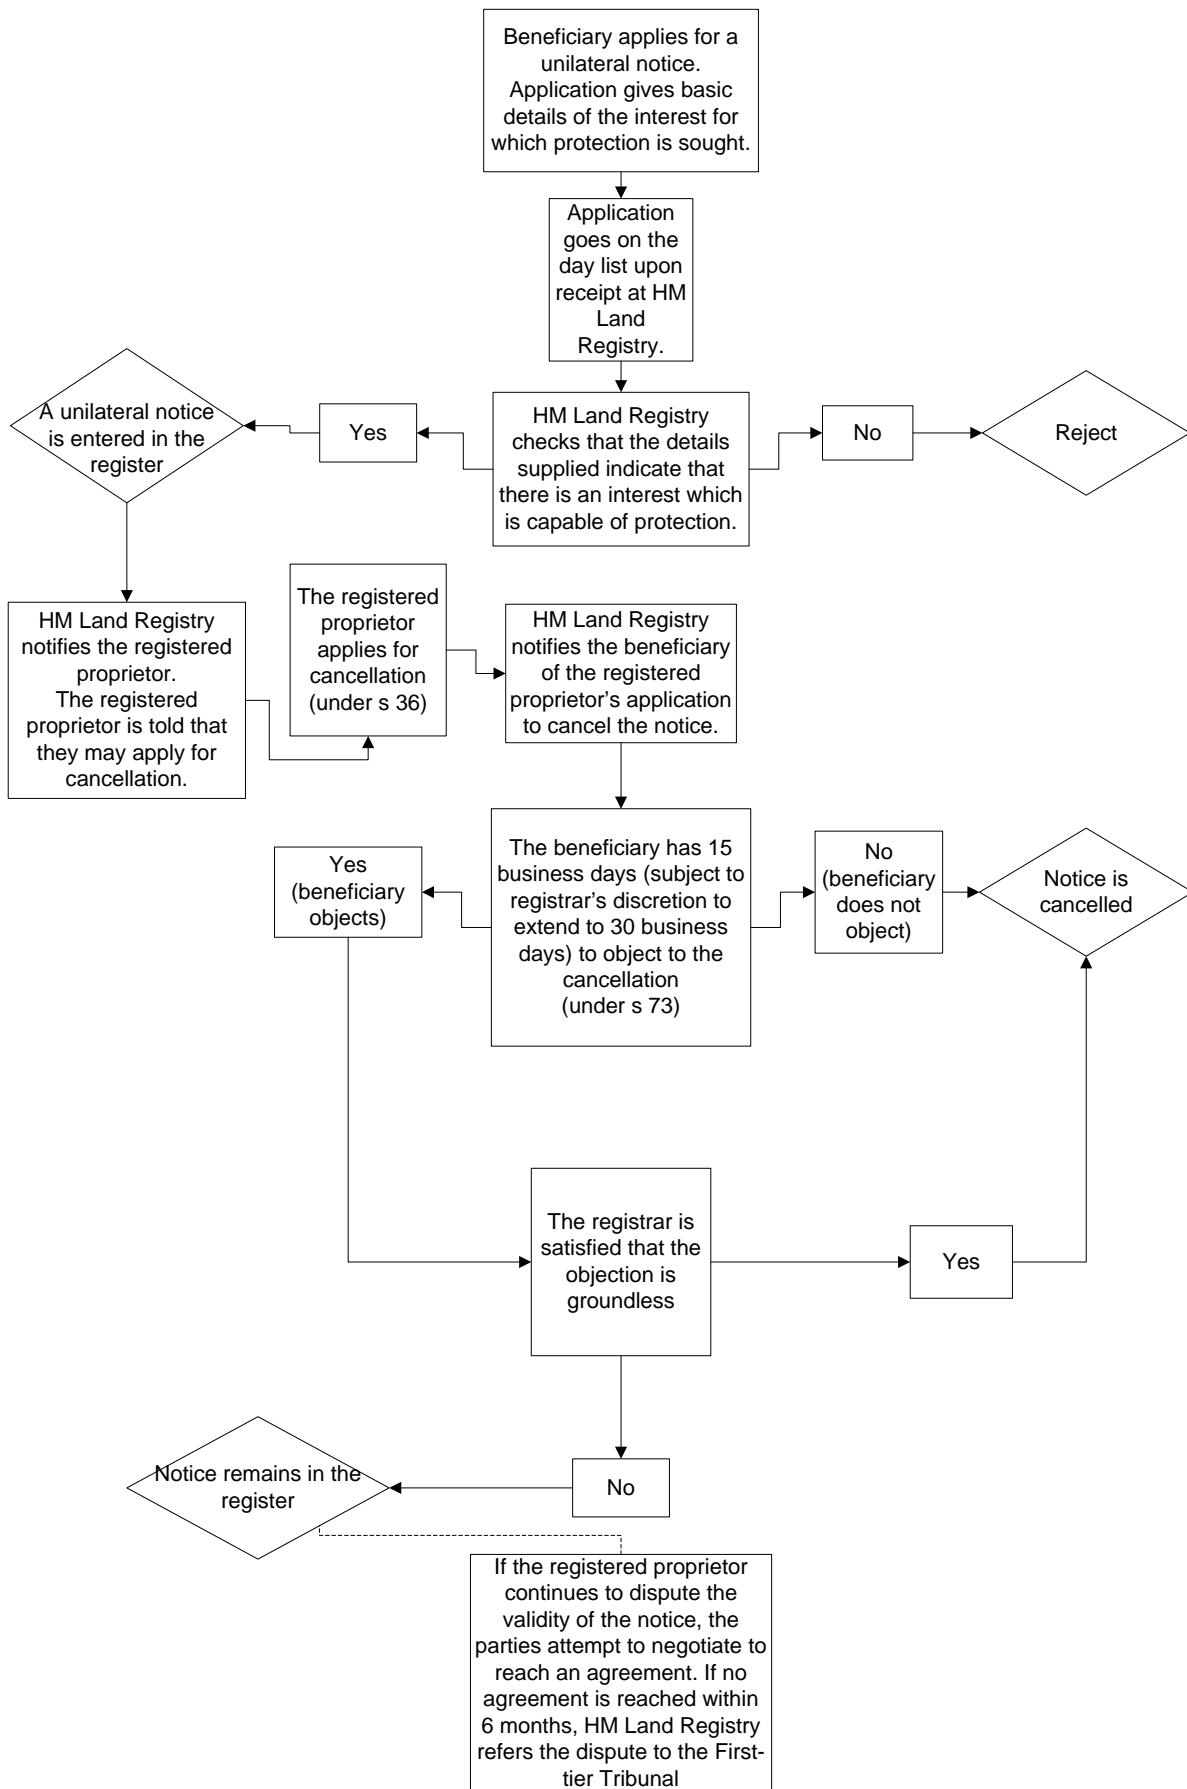 Beneficiary applies for a
unilateral notice.
Application gives basic
details of the interest for
which protection is sought.
Application
goes on the
day list upon
receipt at HM
Land
Registry.
HM Land Registry
checks that the details
supplied indicate that
there is an interest which
is capable of protection.
Yes
A unilateral notice
is entered in the
register
No
Reject
HM Land Registry
notifies the registered
proprietor.
The registered
proprietor is told that
they may apply for
cancellation.
The registered
proprietor
applies for
cancellation
(under s 36)
HM Land Registry
notifies the beneficiary
of the registered
proprietor’s application
to cancel the notice.
The beneficiary has 15
business days (subject to
registrar’s discretion to
extend to 30 business
days) to object to the
cancellation
(under s 73)
Yes
(beneficiary
objects)
No
(beneficiary
does not
object)
Notice is
cancelled
The registrar is
satisfied that the
objection is
groundless
Yes
No
Notice remains in the
register
If the registered proprietor
continues to dispute the
validity of the notice, the
parties attempt to negotiate to
reach an agreement. If no
agreement is reached within
6 months, HM Land Registry
refers the dispute to the First-
tier Tribunal